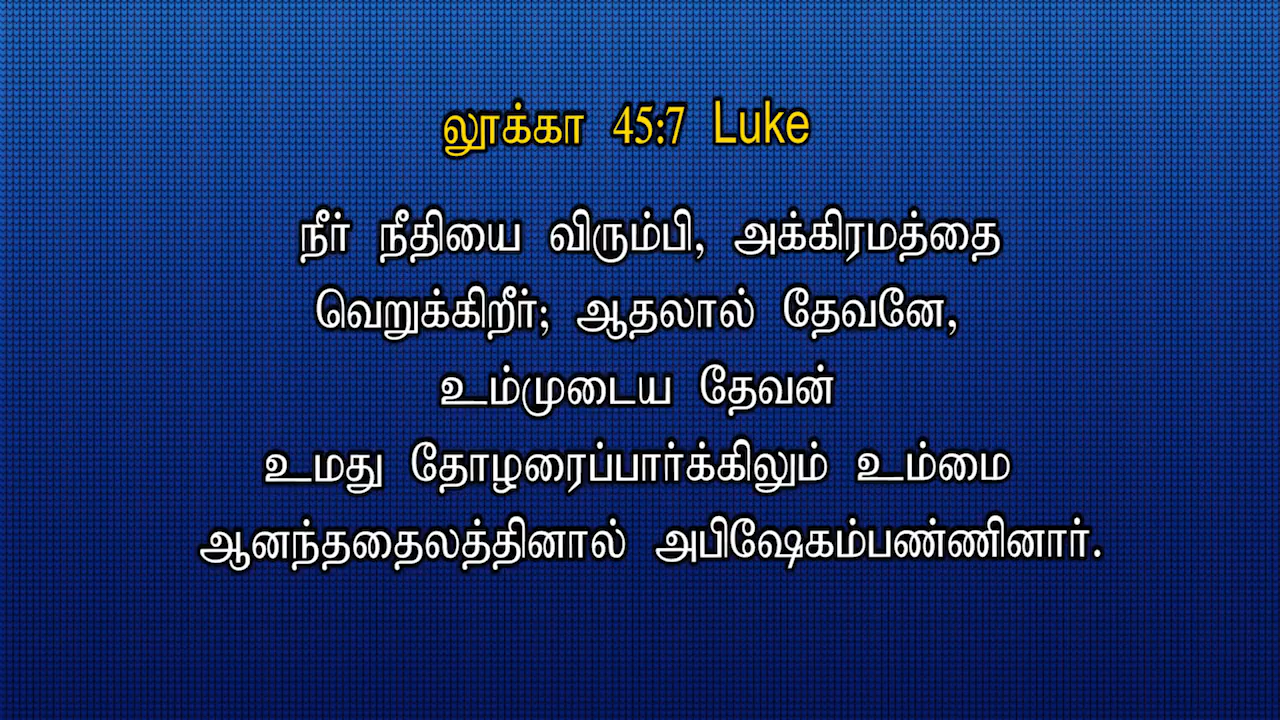 லூக்கா 45:7 Luke
நீர் நீதியை விரும்பி, அக்கிரமத்தை
வெறுக்கிறீர்; ஆதலால் தேவனே,
உம்முடைய தேவன்
உமது தோழரைப்பார்க்கிலும் உம்மை
ஆனந்ததைலத்தினால் அபிஷேகம்பண்ணினார்.